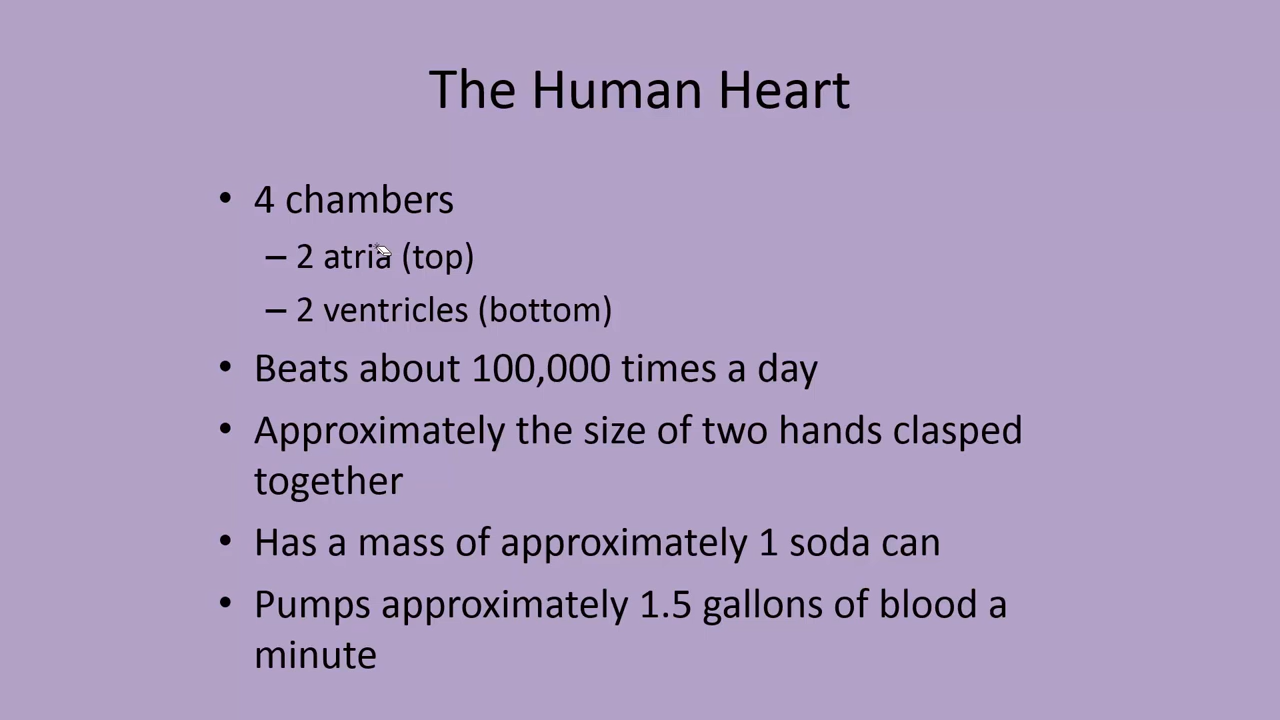 The Human Heart
• 4 chambers
– 2 atria (top)
– 2 ventricles (bottom)
• Beats about 100,000 times a day
• Approximately the size of two hands clasped
together
• Has a mass of approximately 1 soda can
• Pumps approximately 1.5 gallons of blood a
minute